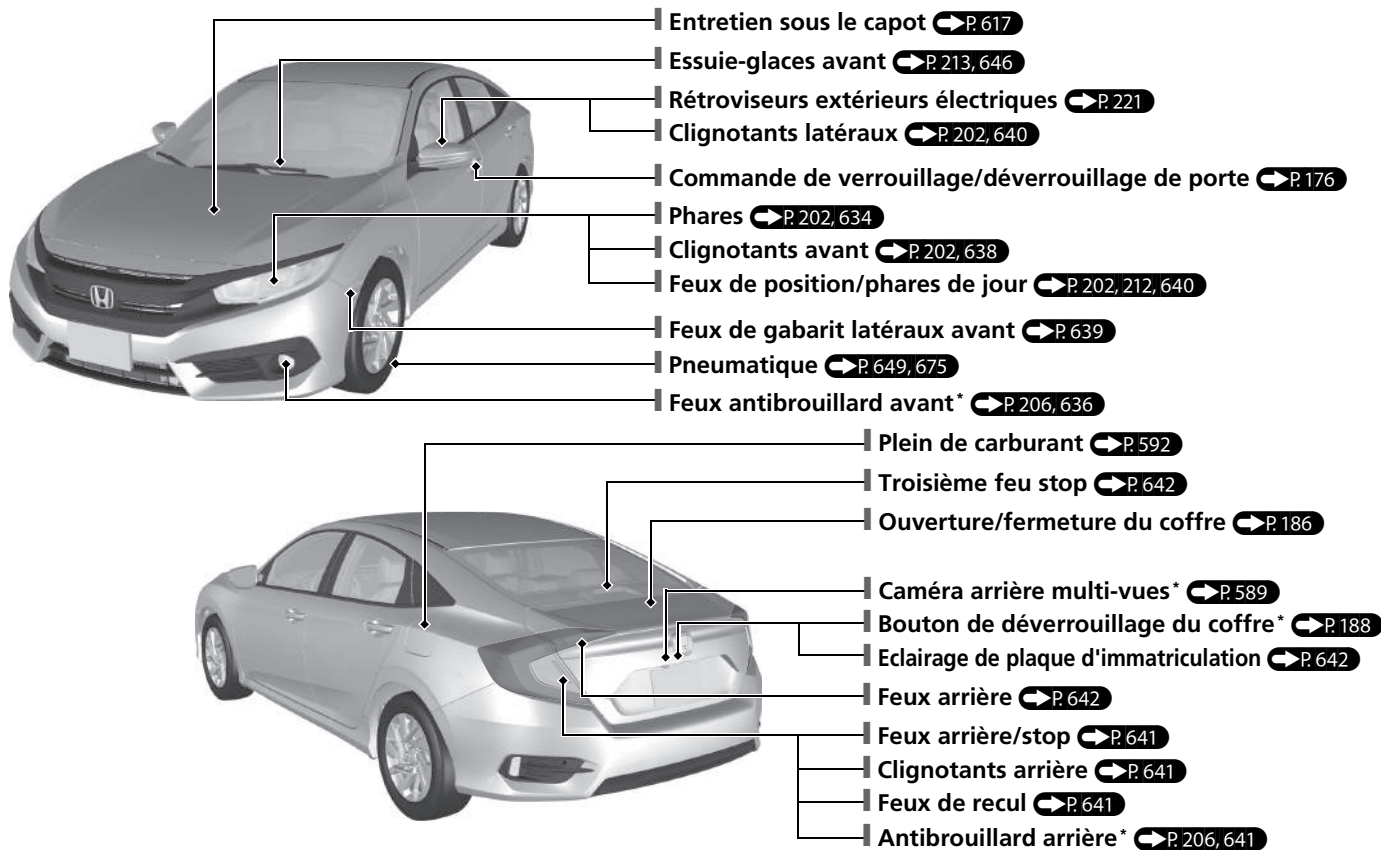 Entretien sous le capot P. 617
Essuie-glaces avant P. 213, 646
Rétroviseurs extérieurs électriques P. 221
Clignotants latéraux P. 202, 640
Commande de verrouillage/déverrouillage de porte P. 176
Phares P. 202, 634
Clignotants avant P. 202, 638
Feux de position/phares de jour P. 202, 212, 640
Feux de gabarit latéraux avant P. 639
Pneumatique P. 649, 675
Feux antibrouillard avant* P. 206, 636
Plein de carburant P. 592
Troisième feu stop P. 642
Ouverture/fermeture du coffre P. 186
Caméra arrière multi-vues* P. 589
Bouton de déverrouillage du coffre* P. 188
Eclairage de plaque d'immatriculation P. 642
Feux arrière P. 642
Feux arrière/stop P. 641
Clignotants arrière P. 641
Feux de recul P. 641
Antibrouillard arrière* P. 206, 641